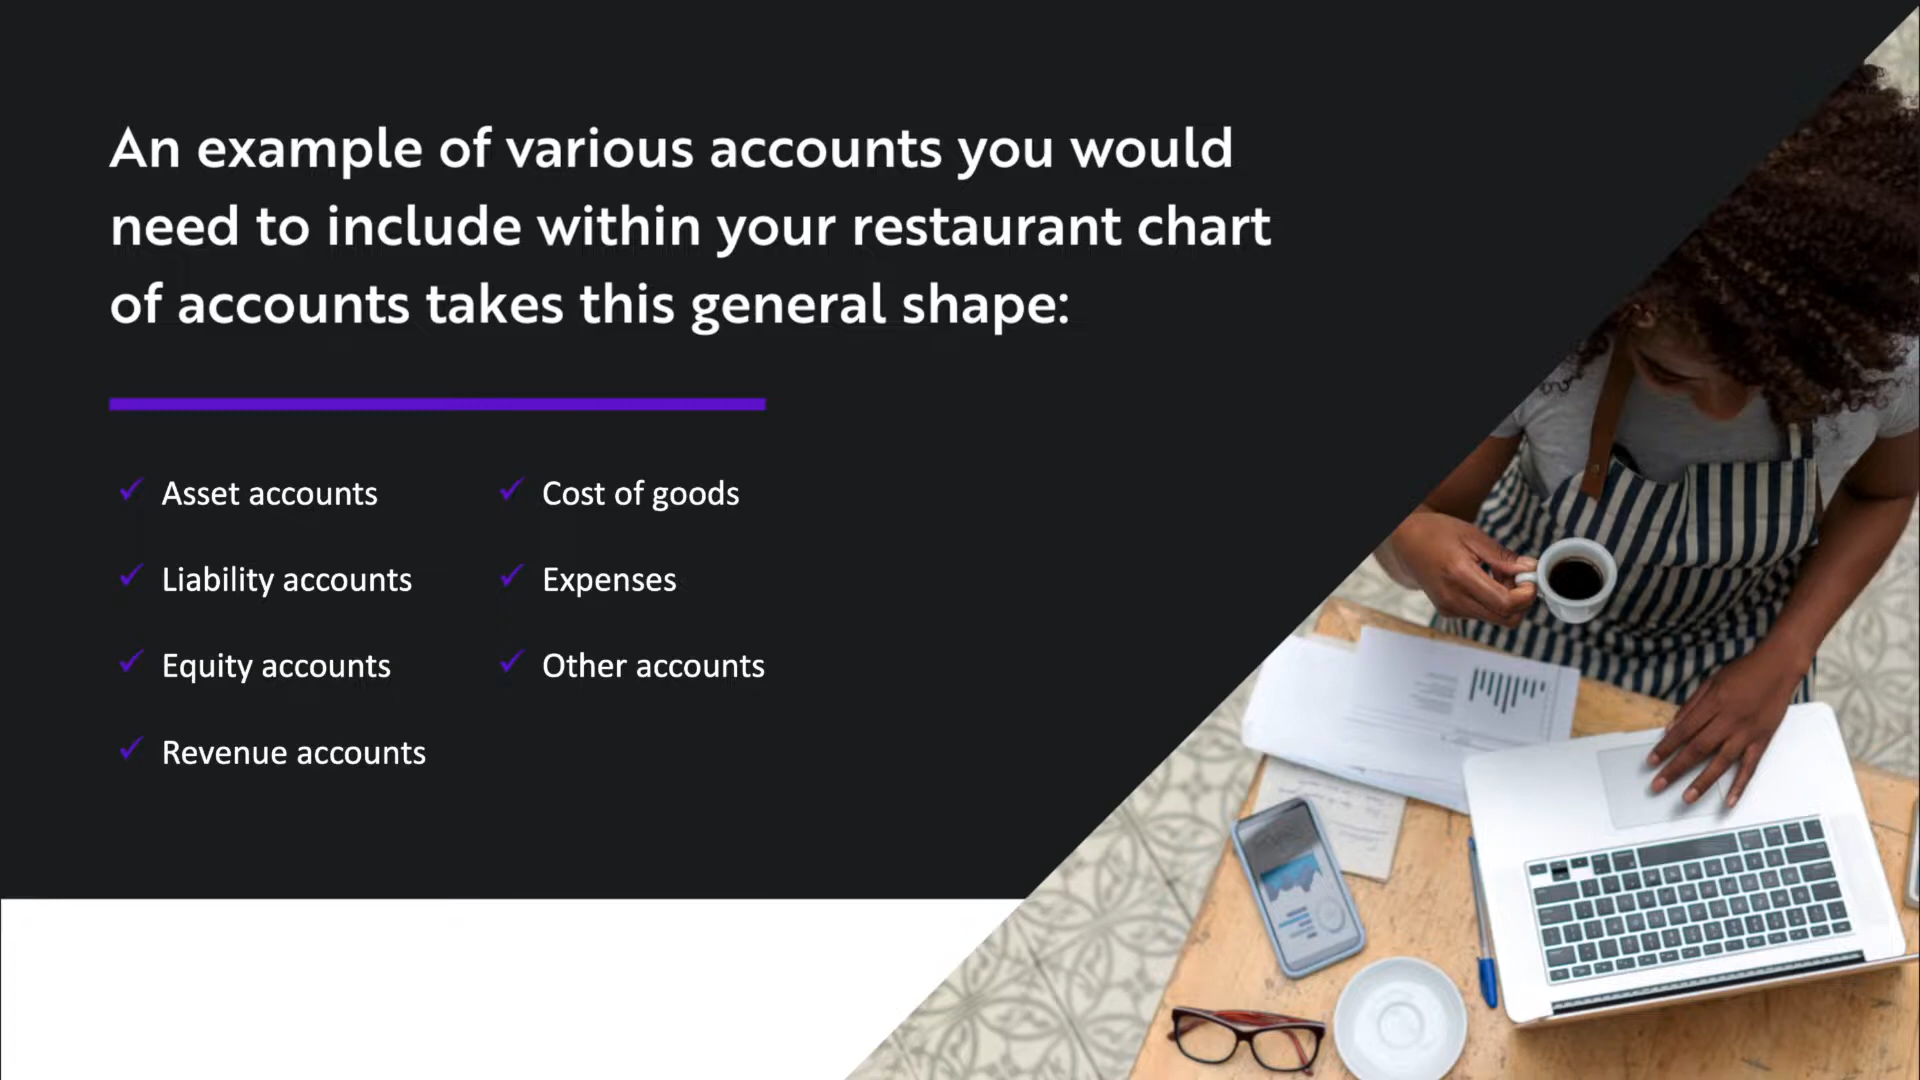 An example of various accounts you would
need to include within your restaurant chart
of accounts takes this general shape:
Asset accounts
Liability accounts
Equity accounts
Revenue accounts
Cost of goods
Expenses
Other accounts